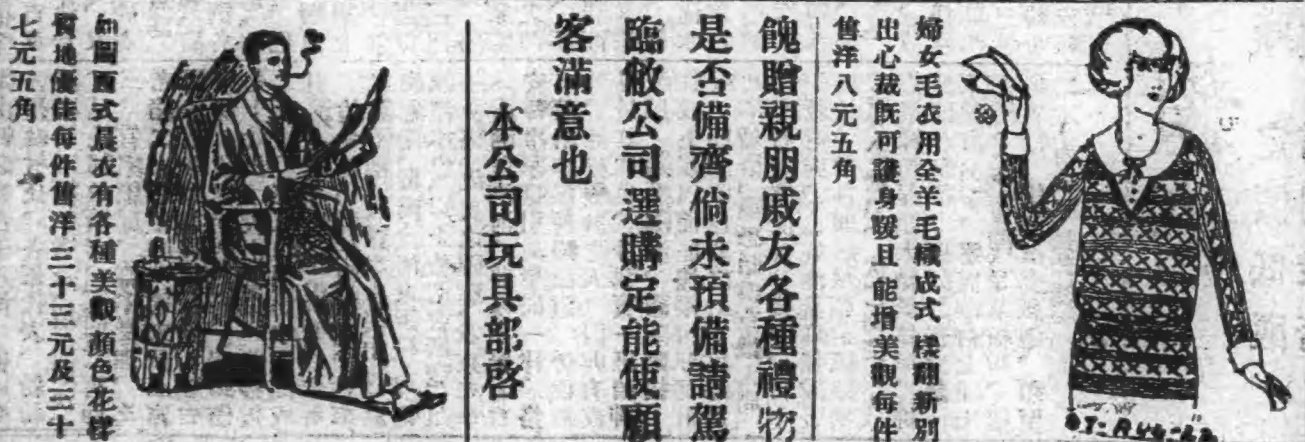 婦女毛衣用全羊毛織成式樣翻新別
出心裁既可護身暖且能增美觀每件
售洋八元五角
餽贈親朋戚友各種禮物
是否備齊倘未預備請駕
臨敝公司選購定能使顧
客滿意也
本公司玩具部啓
如圖西式晨衣有各種美觀顏色花樣
質地優佳每件售洋三十三元及三十
七元五角